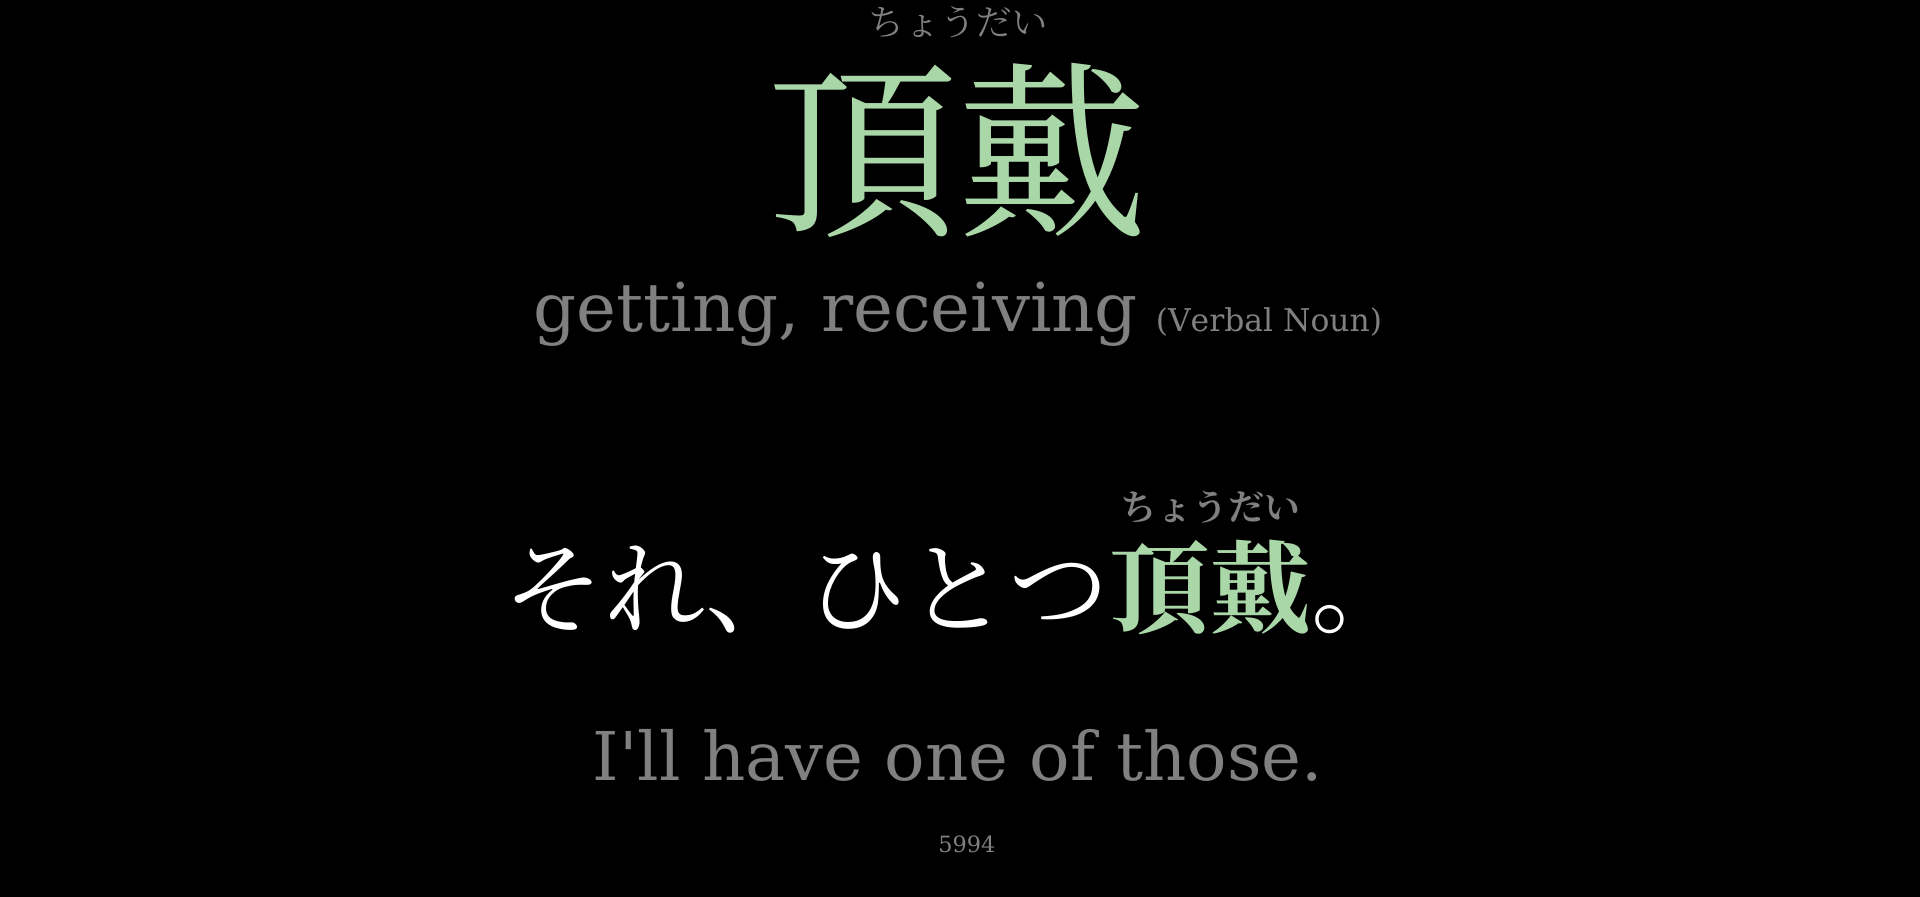 ちょうだい
頂戴
getting, receiving (Verbal Noun)
ちょうだい
それ、ひとつ頂戴。
I'll have one of those.
5994